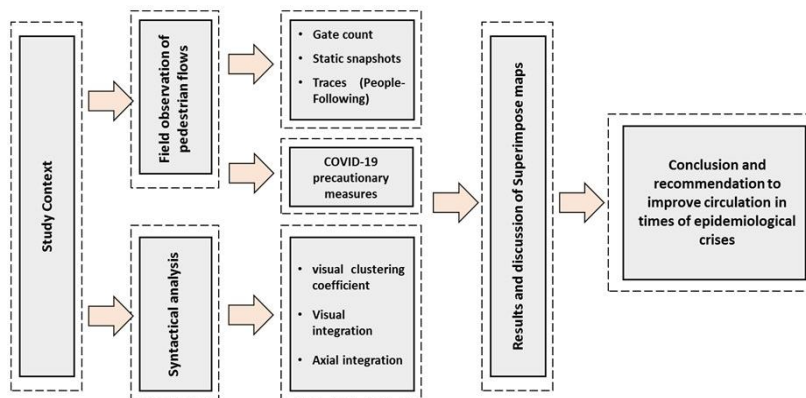 Study Context
Field observation of
pedestrian flows
• Gate count
• Static snapshots
• Traces (People-
Following)
COVID-19
precautionary
measures
Syntactical analysis
• visual clustering
coefficient
• Visual
integration
• Axial integration
Results and discussion of Superimpose maps
Conclusion and
recommendation to
improve circulation in
times of epidemiological
crises